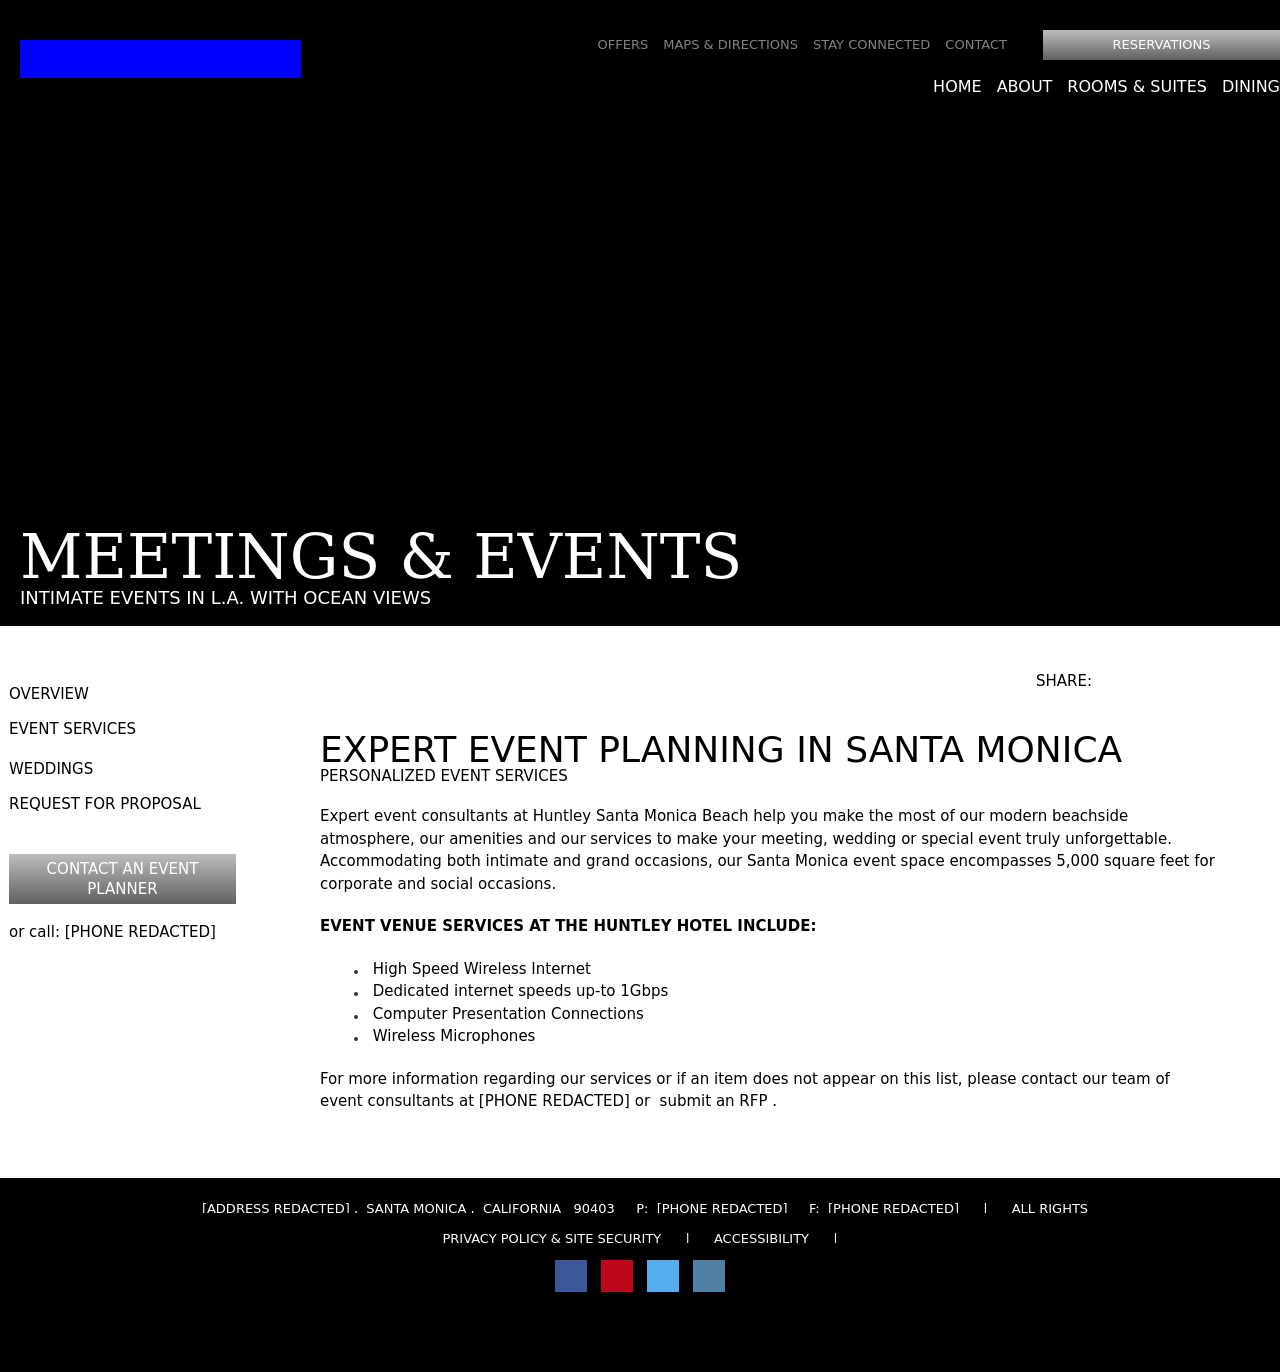 OFFERS MAPS & DIRECTIONS STAY CONNECTED CONTACT RESERVATIONS
HOME ABOUT ROOMS & SUITES DINING
MEETINGS & EVENTS
INTIMATE EVENTS IN L.A. WITH OCEAN VIEWS
OVERVIEW
EVENT SERVICES
WEDDINGS
REQUEST FOR PROPOSAL
CONTACT AN EVENT
PLANNER
or call: [PHONE REDACTED]
SHARE:
EXPERT EVENT PLANNING IN SANTA MONICA
PERSONALIZED EVENT SERVICES
Expert event consultants at Huntley Santa Monica Beach help you make the most of our modern beachside
atmosphere, our amenities and our services to make your meeting, wedding or special event truly unforgettable.
Accommodating both intimate and grand occasions, our Santa Monica event space encompasses 5,000 square feet for
corporate and social occasions.
EVENT VENUE SERVICES AT THE HUNTLEY HOTEL INCLUDE:
• High Speed Wireless Internet
• Dedicated internet speeds up-to 1Gbps
• Computer Presentation Connections
• Wireless Microphones
For more information regarding our services or if an item does not appear on this list, please contact our team of
event consultants at [PHONE REDACTED] or submit an RFP .
[ADDRESS REDACTED] . SANTA MONICA . CALIFORNIA 90403 P: [PHONE REDACTED] F: [PHONE REDACTED] | ALL RIGHTS
PRIVACY POLICY & SITE SECURITY | ACCESSIBILITY |